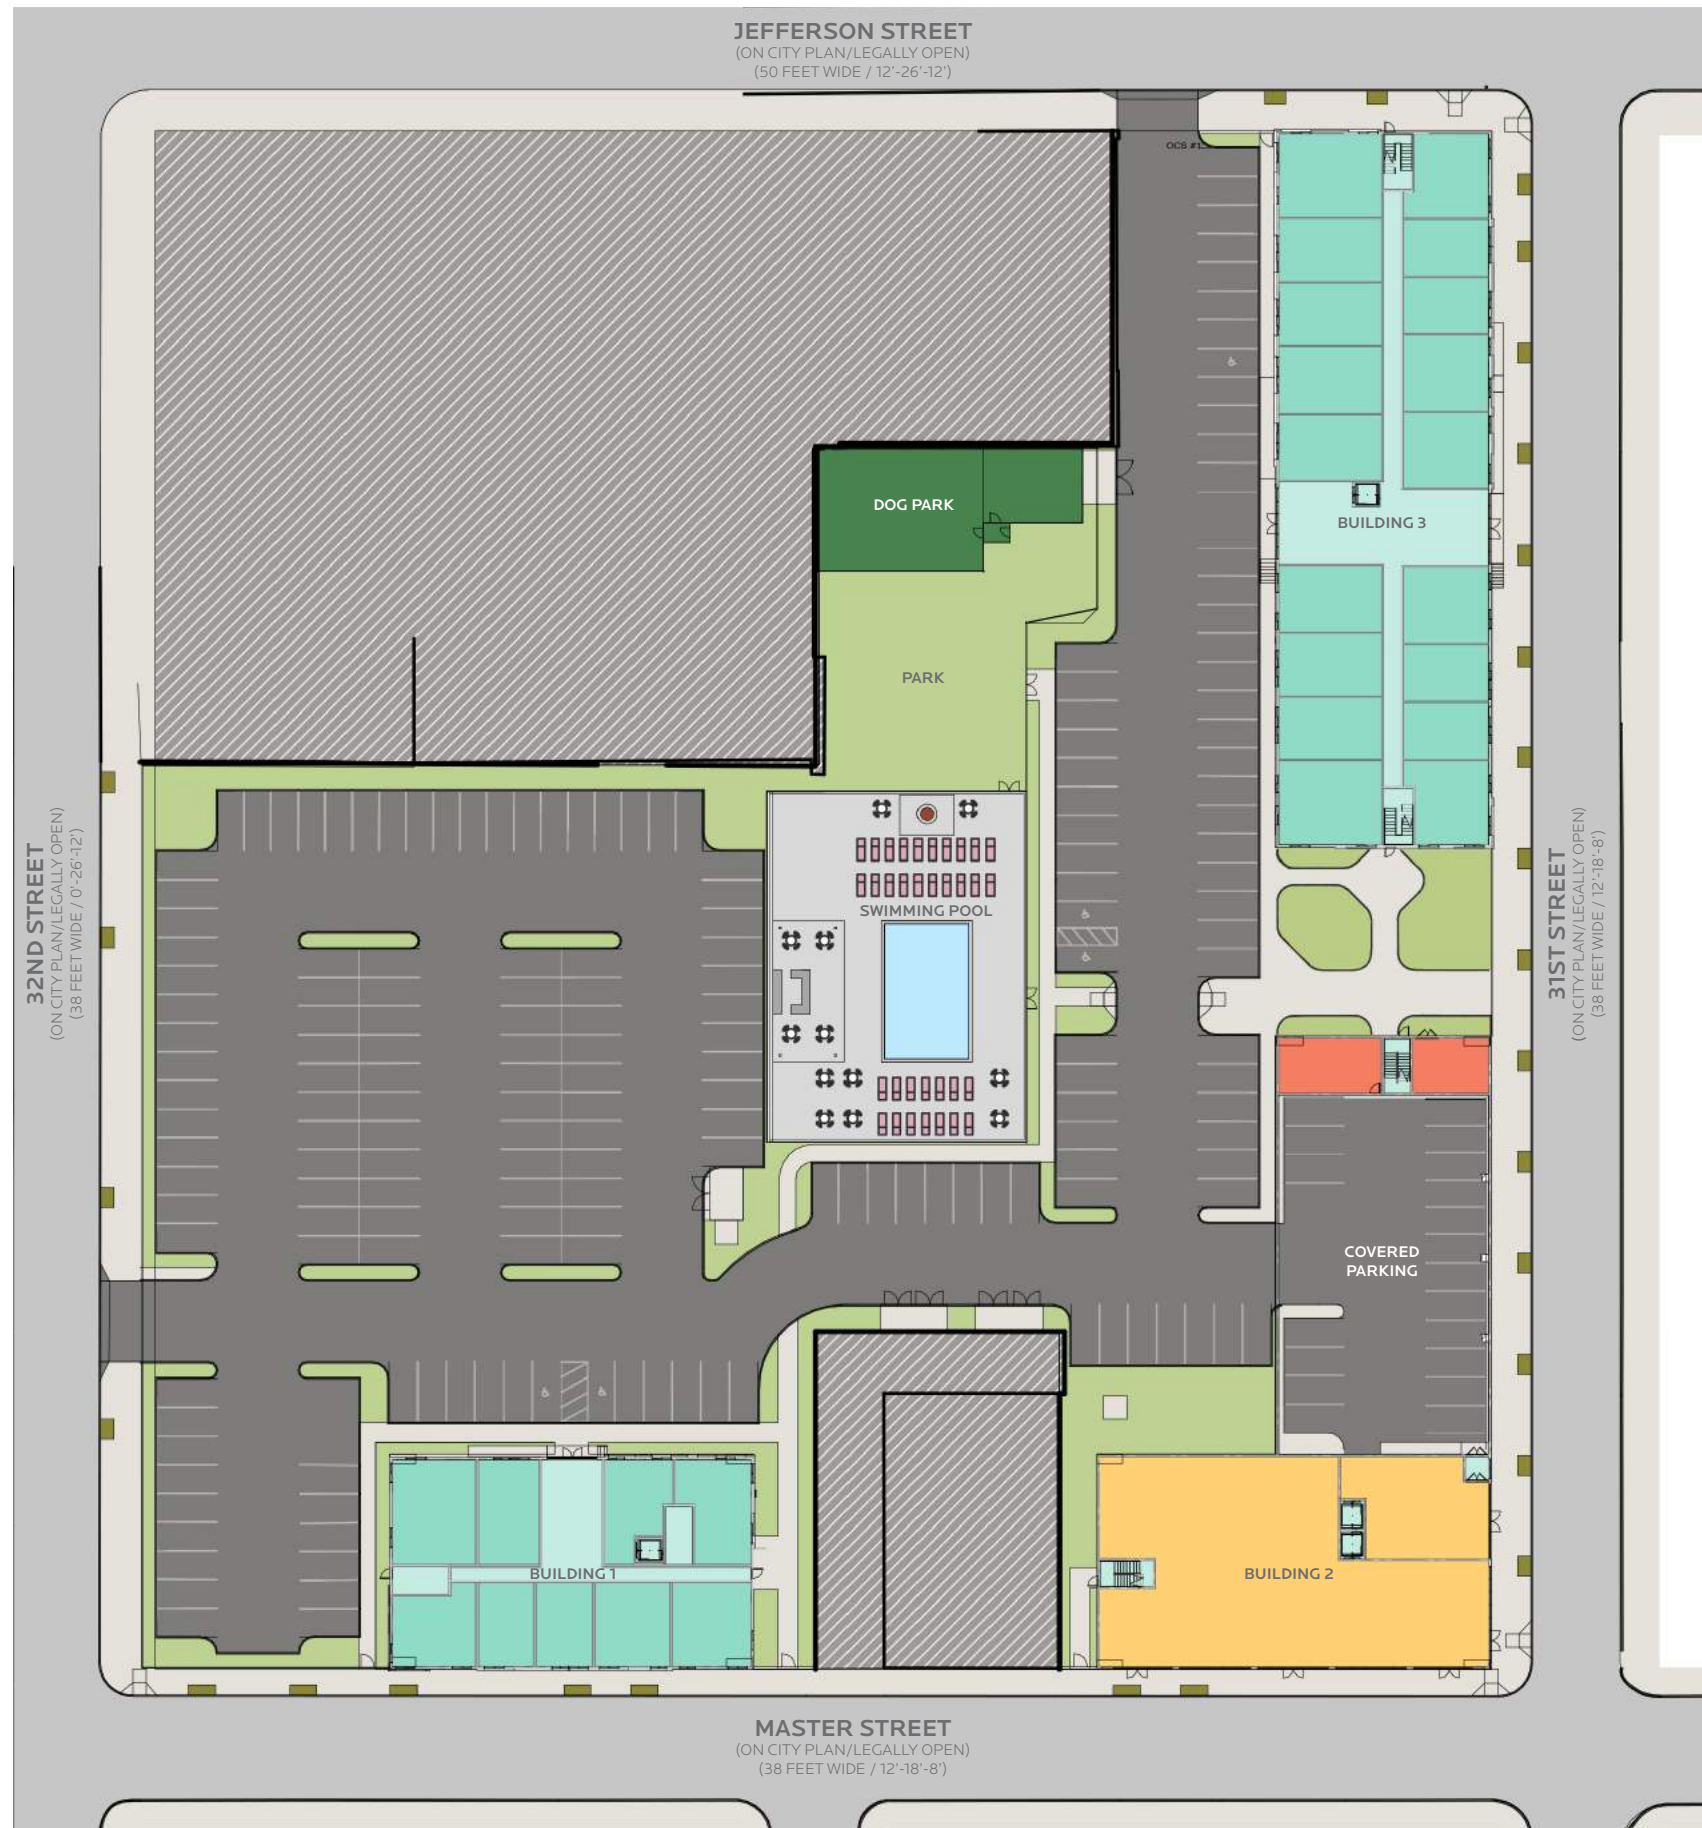 JEFFERSON STREET
(ON CITY PLAN/LEGALLY OPEN)
(50 FEET WIDE / 12'-26'-12')
OCS #1
DOG PARK
BUILDING 3
PARK
SWIMMING POOL
32ND STREET
(ON CITY PLAN/LEGALLY OPEN)
(38 FEET WIDE / 0'-26'-12')
31ST STREET
(ON CITY PLAN/LEGALLY OPEN)
(38 FEET WIDE / 12'-18'-8')
COVERED
PARKING
BUILDING 1
BUILDING 2
MASTER STREET
(ON CITY PLAN/LEGALLY OPEN)
(38 FEET WIDE / 12'-18'-8')